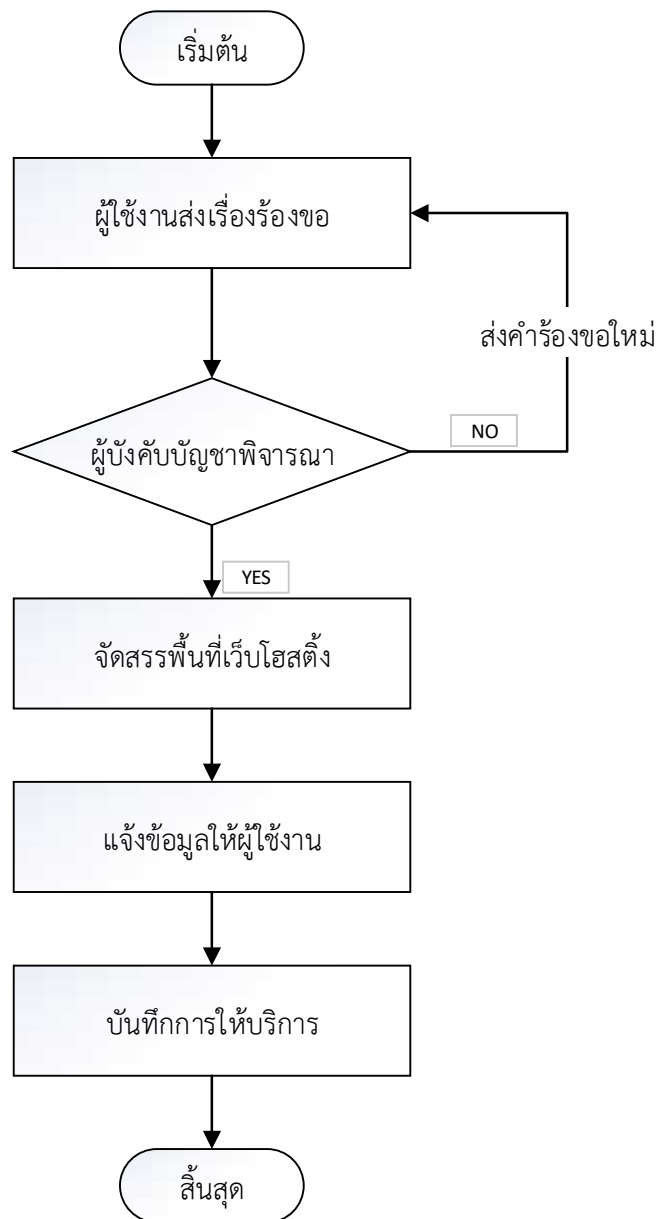 เริ่มต้น
ผู้ใช้งานส่งเรื่องร้องขอ
ส่งคำร้องขอใหม่
ผู้บังคับบัญชาพิจารณา
NO
YES
จัดสรรพื้นที่เว็บโฮสติ้ง
แจ้งข้อมูลให้ผู้ใช้งาน
บันทึกการให้บริการ
สิ้นสุด